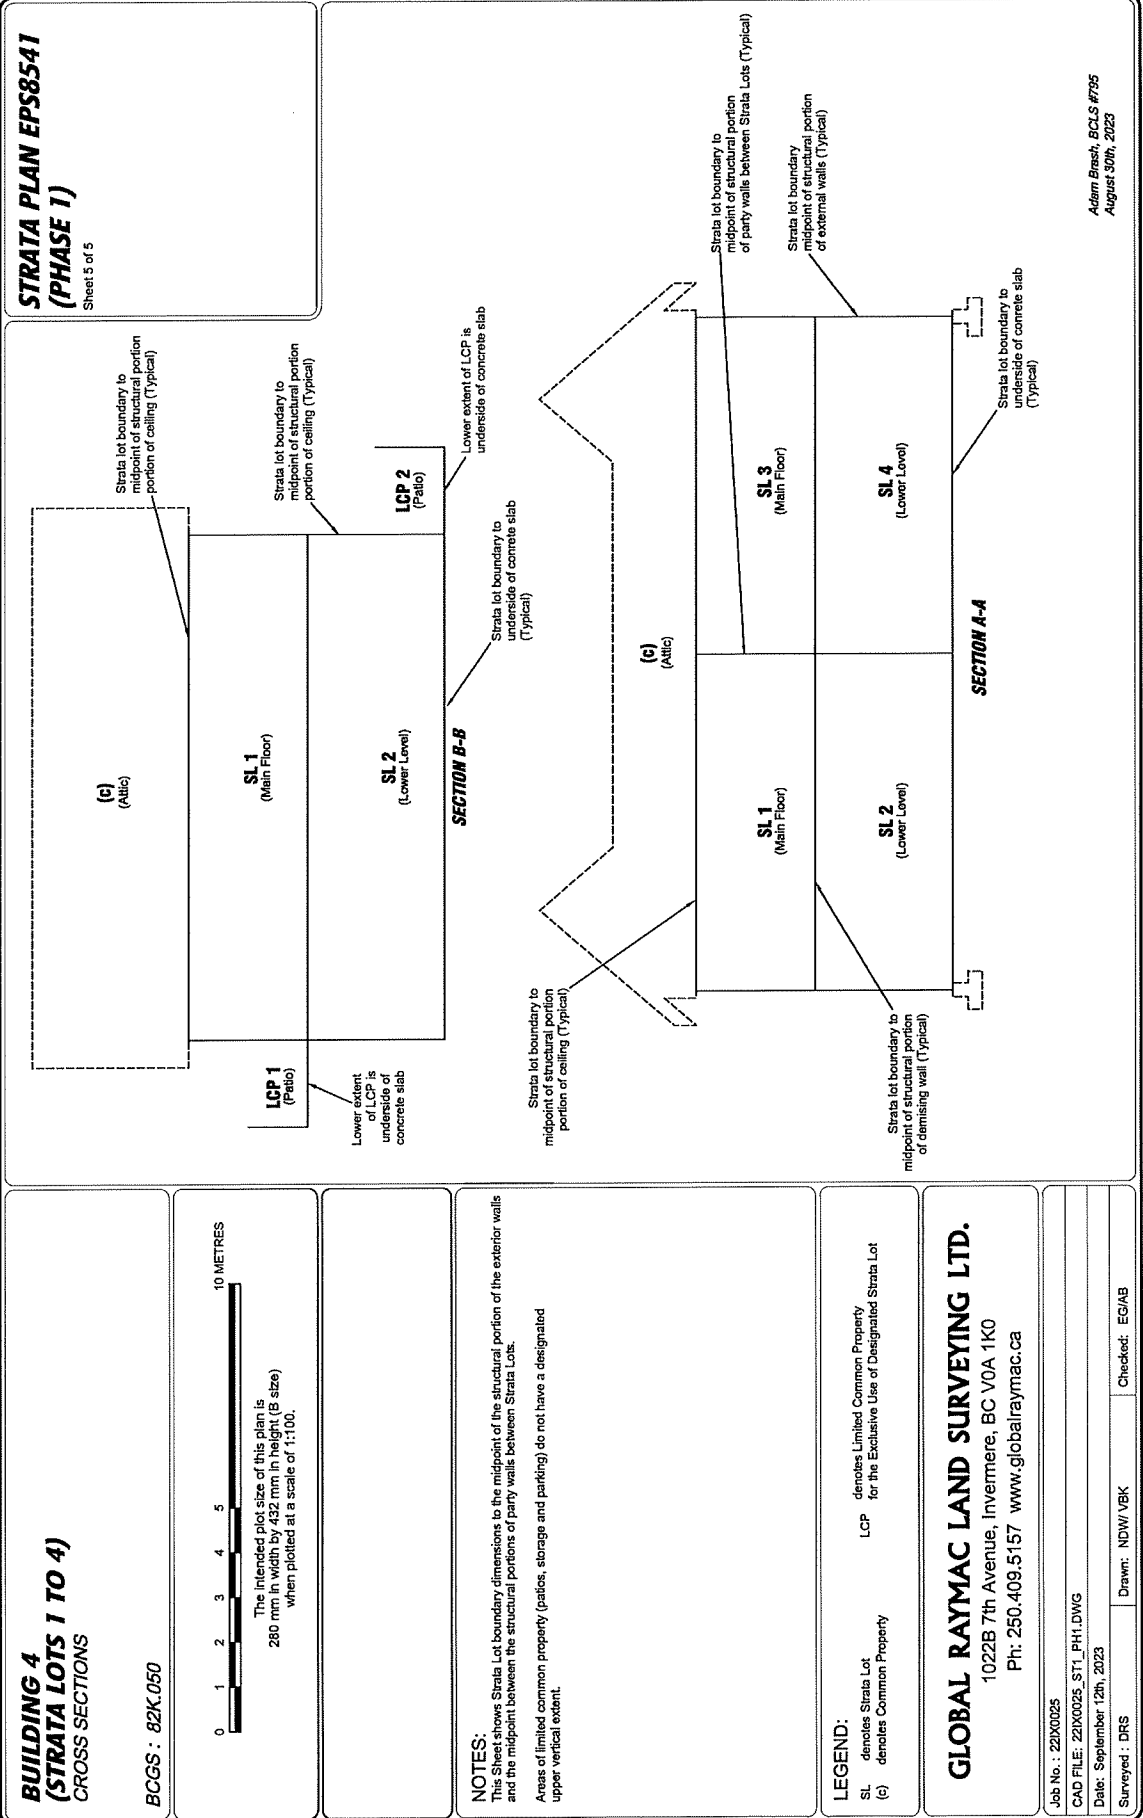 BUILDING 4
(STRATA LOTS 1 TO 4)
CROSS SECTIONS
BCGS : 82K.050
0 1 2 3 4 5 10 METRES
The intended plot size of this plan is
280 mm in width by 432 mm in height (B size)
when plotted at a scale of 1:100.
NOTES:
This Sheet shows Strata Lot boundary dimensions to the midpoint of the structural portion of the exterior walls
and the midpoint between the structural portions of party walls between Strata Lots.
Areas of limited common property (patios, storage and parking) do not have a designated
upper vertical extent.
LEGEND:
SL denotes Strata Lot
(c) denotes Common Property
LCP denotes Limited Common Property
for the Exclusive Use of Designated Strata Lot
GLOBAL RAYMAC LAND SURVEYING LTD.
1022B 7th Avenue, Invermere, BC V0A 1K0
Ph: 250.409.5157 www.globalraymac.ca
Job No. : 22IX0025
CAD FILE: 22IX0025_ST1_PH1.DWG
Date: September 12th, 2023
Surveyed : DRS
Drawn: NDW/ VBK
Checked: EG/AB
STRATA PLAN EPS8541
(PHASE 1)
Sheet 5 of 5
(c)
(Attic)
Strata lot boundary to
midpoint of structural portion
portion of ceiling (Typical)
SL 1
(Main Floor)
Strata lot boundary to
midpoint of structural portion
portion of ceiling (Typical)
LCP 1
(Patio)
Lower extent
of LCP is
underside of
concrete slab
SL 2
(Lower Level)
LCP 2
(Patio)
Lower extent of LCP is
underside of concrete slab
Strata lot boundary to
underside of conrete slab
(Typical)
SECTION B-B
Strata lot boundary to
midpoint of structural portion
portion of ceiling (Typical)
(c)
(Attic)
Strata lot boundary to
midpoint of structural portion
of party walls between Strata Lots (Typical)
SL 1
(Main Floor)
SL 3
(Main Floor)
Strata lot boundary
midpoint of structural portion
of external walls (Typical)
SL 2
(Lower Level)
SL 4
(Lower Level)
Strata lot boundary to
midpoint of structural portion
of demising wall (Typical)
Strata lot boundary to
underside of conrete slab
(Typical)
SECTION A-A
Adam Brash, BCLS #795
August 30th, 2023